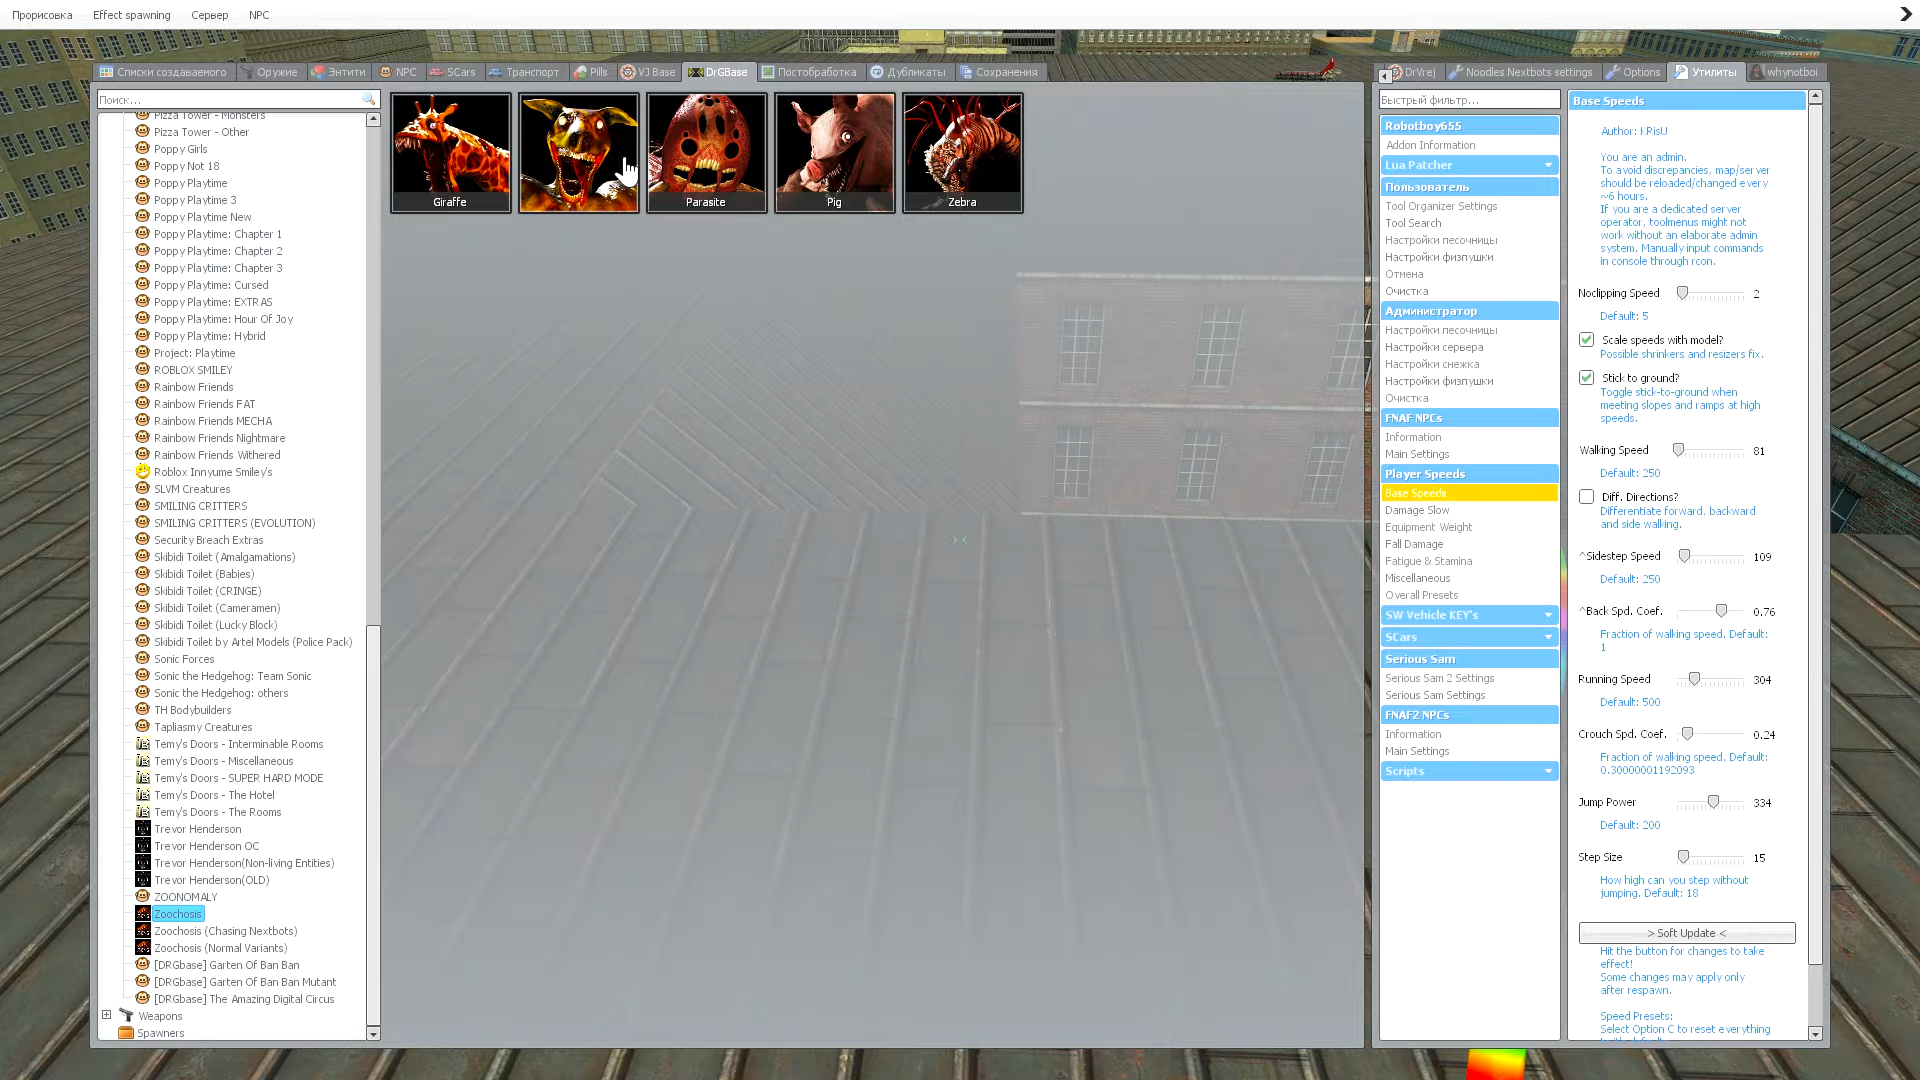 Прорисовка
Effect spawning
Сервер
NPC
Списки создаваемого
Оружие
Энтити
NPC
SCars
Транспорт
Pills
VJ Base
DrGBase
Постобработка
Дубликаты
Сохранения
Поиск...
Pizza Tower - Monsters
Pizza Tower - Other
Poppy Girls
Poppy Not 18
Poppy Playtime
Poppy Playtime 3
Poppy Playtime New
Poppy Playtime: Chapter 1
Poppy Playtime: Chapter 2
Poppy Playtime: Chapter 3
Poppy Playtime: Cursed
Poppy Playtime: EXTRAS
Poppy Playtime: Hour Of Joy
Poppy Playtime: Hybrid
Project: Playtime
ROBLOX SMILEY
Rainbow Friends
Rainbow Friends FAT
Rainbow Friends MECHA
Rainbow Friends Nightmare
Rainbow Friends Withered
Roblox Innyume Smiley's
SLVM Creatures
SMILING CRITTERS
SMILING CRITTERS (EVOLUTION)
Security Breach Extras
Skibidi Toilet (Amalgamations)
Skibidi Toilet (Babies)
Skibidi Toilet (CRINGE)
Skibidi Toilet (Cameramen)
Skibidi Toilet (Lucky Block)
Skibidi Toilet by Artel Models (Police Pack)
Sonic Forces
Sonic the Hedgehog: Team Sonic
Sonic the Hedgehog: others
TH Bodybuilders
Tapliasmy Creatures
Temy's Doors - Interminable Rooms
Temy's Doors - Miscellaneous
Temy's Doors - SUPER HARD MODE
Temy's Doors - The Hotel
Temy's Doors - The Rooms
Trevor Henderson
Trevor Henderson OC
Trevor Henderson(Non-living Entities)
Trevor Henderson(OLD)
ZOONOMALY
Zoochosis
Zoochosis (Chasing Nextbots)
Zoochosis (Normal Variants)
[DRGbase] Garten Of Ban Ban
[DRGbase] Garten Of Ban Ban Mutant
[DRGbase] The Amazing Digital Circus
Weapons
Spawners
Giraffe
Parasite
Pig
Zebra
DrVrej
Noodles Nextbots settings
Options
Утилиты
whynotboi
Быстрый фильтр...
Robotboy655
Addon Information
Lua Patcher
Пользователь
Tool Organizer Settings
Tool Search
Настройки песочницы
Настройки физпушки
Отмена
Очистка
Администратор
Настройки песочницы
Настройки сервера
Настройки снежка
Настройки физпушки
Очистка
FNAF NPCs
Information
Main Settings
Player Speeds
Base Speeds
Damage Slow
Equipment Weight
Fall Damage
Fatigue & Stamina
Miscellaneous
Overall Presets
SW Vehicle KEY's
SCars
Serious Sam
Serious Sam 2 Settings
Serious Sam Settings
FNAF2 NPCs
Information
Main Settings
Scripts
Base Speeds
Author: KRisU
You are an admin.
To avoid discrepancies, map/server
should be reloaded/changed every
~6 hours.
If you are a dedicated server
operator, toolmenus might not
work without an elaborate admin
system. Manually input commands
in console through rcon.
Noclipping Speed 2
Default: 5
Scale speeds with model?
Possible shrinkers and resizers fix.
Stick to ground?
Toggle stick-to-ground when
meeting slopes and ramps at high
speeds.
Walking Speed 81
Default: 250
Diff. Directions?
Differentiate forward, backward
and side walking.
^Sidestep Speed 109
Default: 250
^Back Spd. Coef. 0.76
Fraction of walking speed. Default:
1
Running Speed 304
Default: 500
Crouch Spd. Coef. 0.24
Fraction of walking speed. Default:
0.30000001192093
Jump Power 334
Default: 200
Step Size 15
How high can you step without
jumping. Default: 18
> Soft Update <
Hit the button for changes to take
effect!
Some changes may apply only
after respawn.
Speed Presets:
Select Option C to reset everything